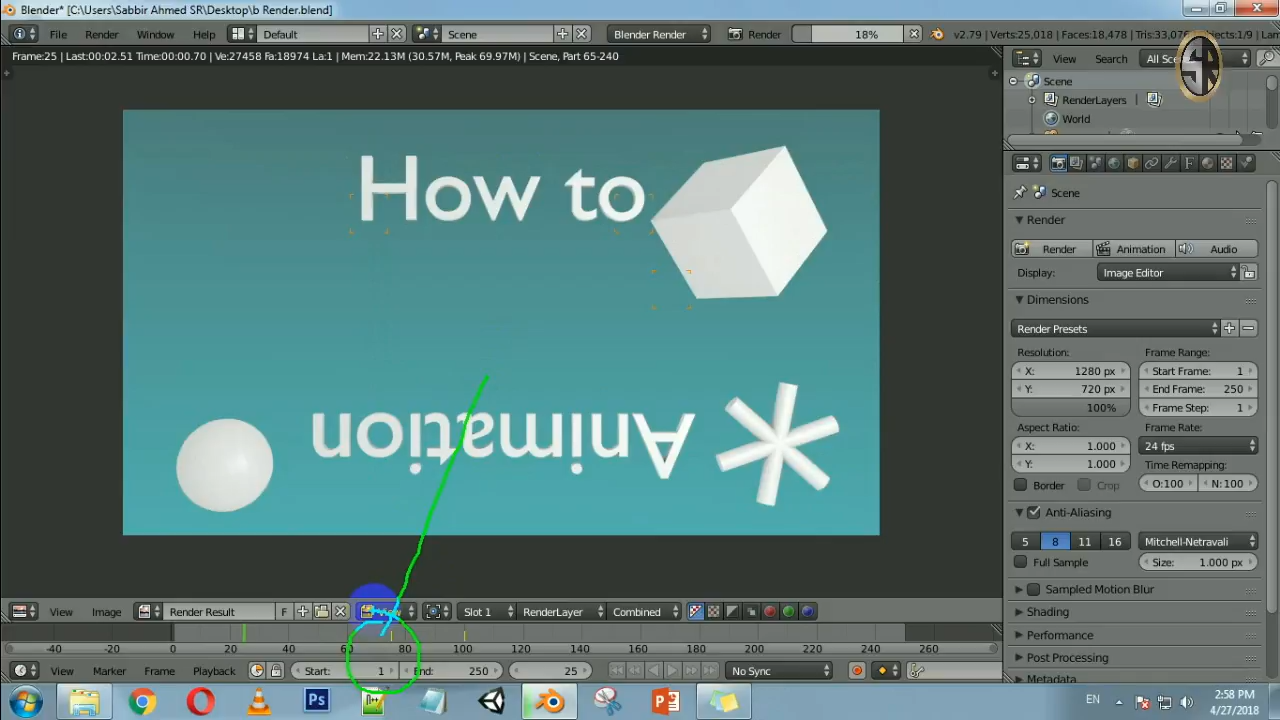 Blender* [C:\Users\Sabbir Ahmed SR\Desktop\b Render.blend]
File Render Window Help Default Scene Blender Render Render 18% v2.79 | Verts:25,018 | Faces:18,478 | Tris:33,076
Frame:25 | Last:00:02.51 Time:00:00.70 | Ve:27458 Fa:18974 La:1 | Mem:22.13M (30.57M, Peak 69.97M) | Scene, Part 65-240
View Search All
Scene
RenderLayers
World
Scene
Render
Render Animation Audio
Display: Image Editor
Dimensions
Render Presets
Resolution: Frame Range:
X: 1280 px Start Frame: 1
Y: 720 px End Frame: 250
100% Frame Step: 1
Aspect Ratio: Frame Rate:
X: 1.000 24 fps
Y: 1.000 Time Remapping:
Border Crop O:100 N:100
Anti-Aliasing
5 8 11 16 Mitchell-Netravali
Full Sample Size: 1.000 px
Sampled Motion Blur
Shading
Performance
Post Processing
Metadata
How to
Animation
View Image Render Result F View Slot 1 RenderLayer Combined
-40 -20 0 20 40 60 80 100 120 140 160 180 200 220 240 260
View Marker Frame Playback Start: 1 End: 250 25 No Sync
Ps
EN 2:58 PM
4/27/2018